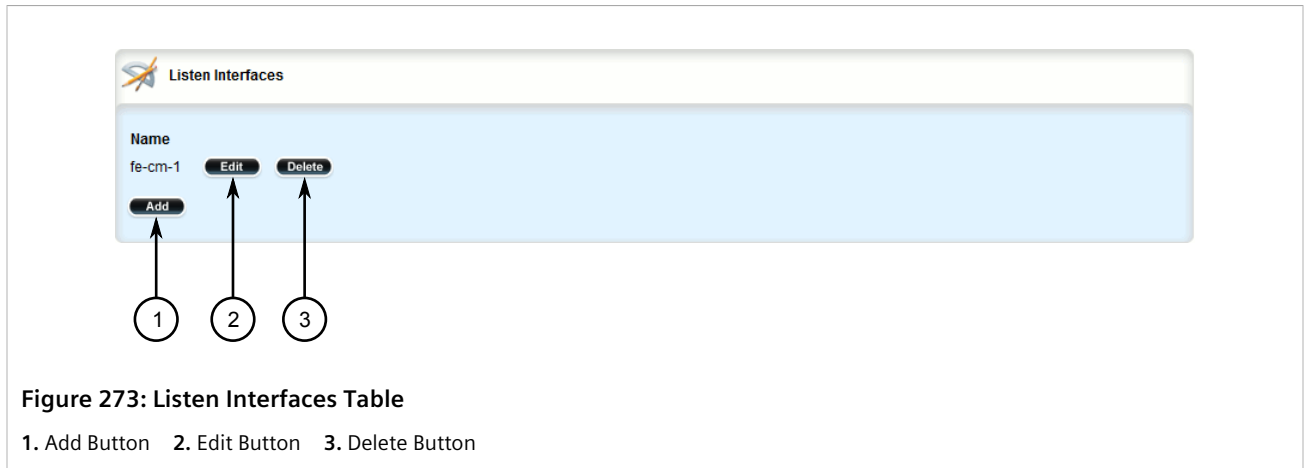 Listen Interfaces
Name
fe-cm-1 Edit Delete
Add
1 2 3
Figure 273: Listen Interfaces Table
1. Add Button 2. Edit Button 3. Delete Button